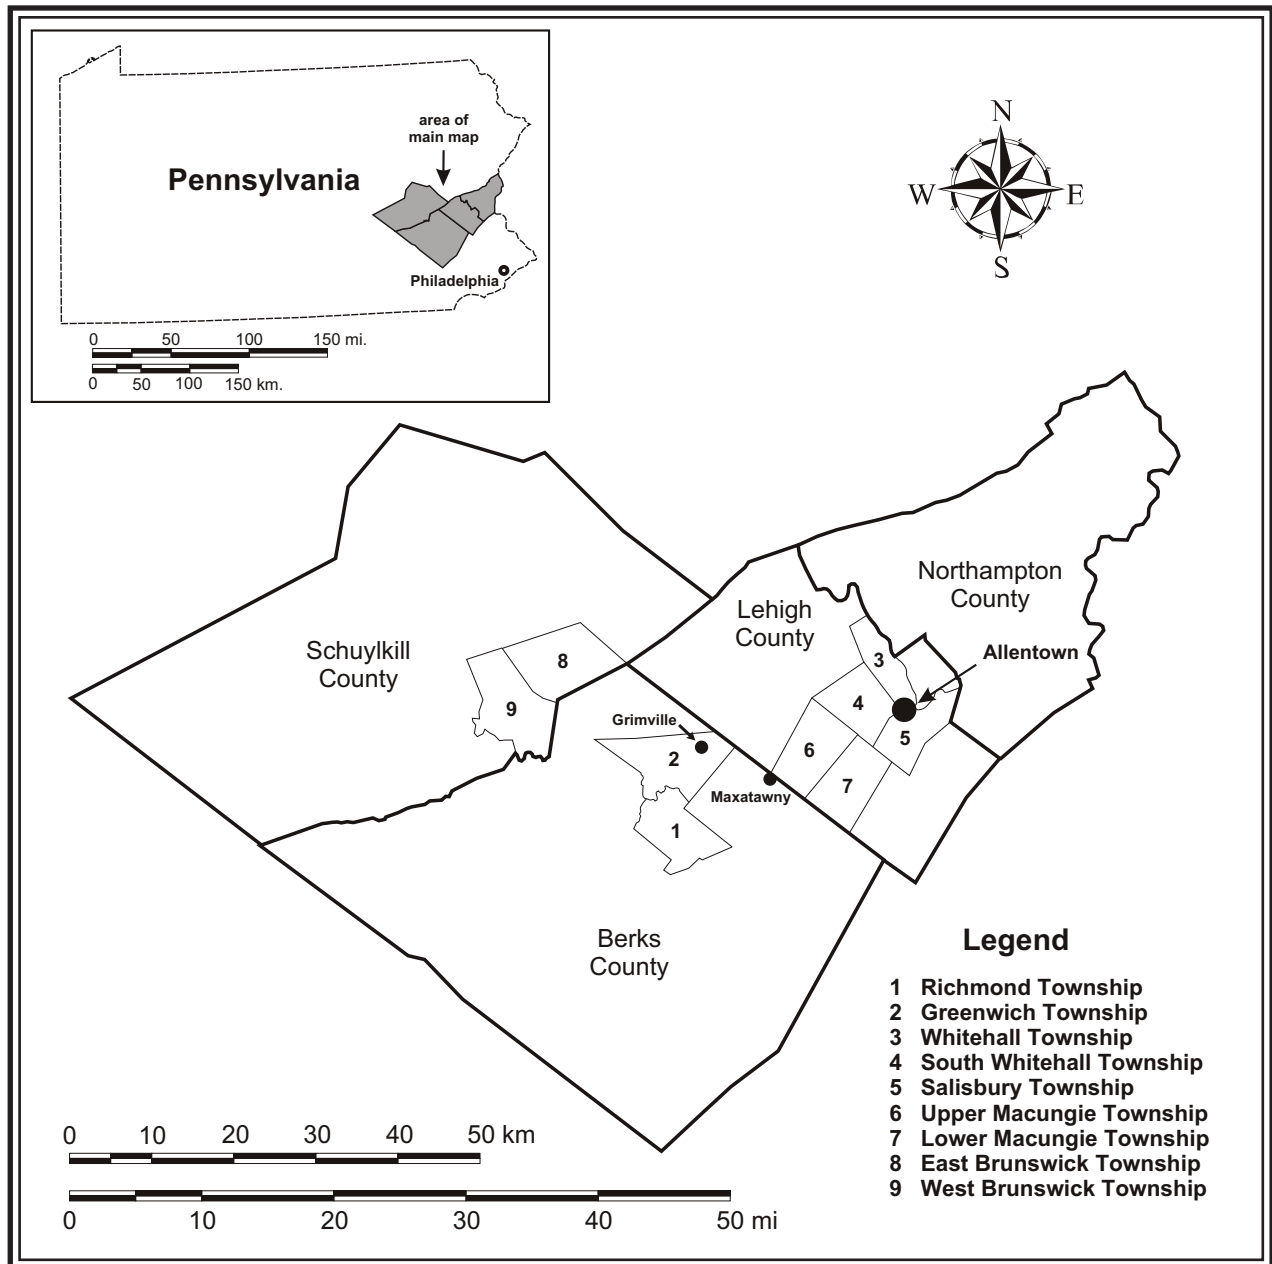 area of
main map
Pennsylvania
Philadelphia
0 50 100 150 mi.
0 50 100 150 km.
N
W E
S
Northampton
County
Lehigh
County
Schuylkill
County
Allentown
3
8
4
9
5
Grimville
6
2
7
Maxatawny
1
Berks
County
Legend
1 Richmond Township
2 Greenwich Township
3 Whitehall Township
4 South Whitehall Township
5 Salisbury Township
6 Upper Macungie Township
7 Lower Macungie Township
8 East Brunswick Township
9 West Brunswick Township
0 10 20 30 40 50 km
0 10 20 30 40 50 mi